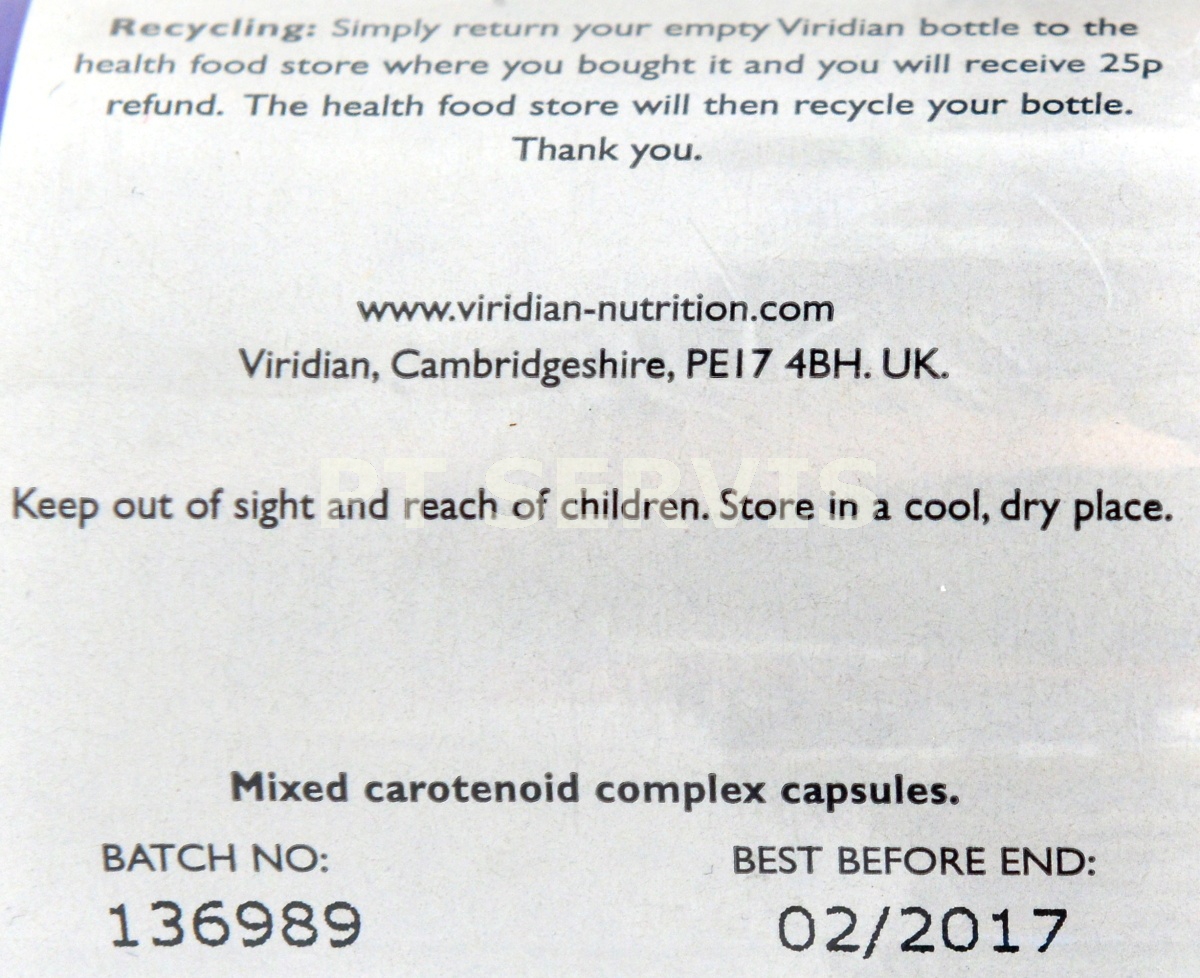 Recycling: Simply return your empty Viridian bottle to the
health food store where you bought it and you will receive 25p
refund. The health food store will then recycle your bottle.
Thank you.
www.viridian-nutrition.com
Viridian, Cambridgeshire, PE17 4BH. UK.
PT SERVIS
Keep out of sight and reach of children. Store in a cool, dry place.
Mixed carotenoid complex capsules.
BATCH NO:
136989
BEST BEFORE END:
02/2017